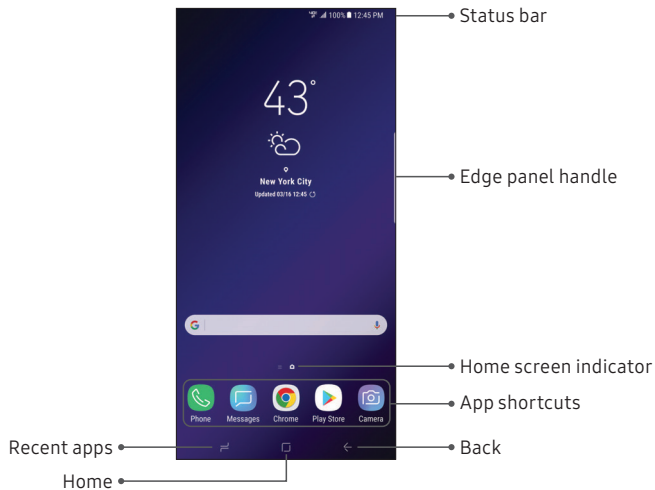 100% 12:45 PM
Status bar
43°
New York City
Updated 03/16 12:45
Edge panel handle
G
Home screen indicator
Phone Messages Chrome Play Store Camera
App shortcuts
Recent apps
Back
Home